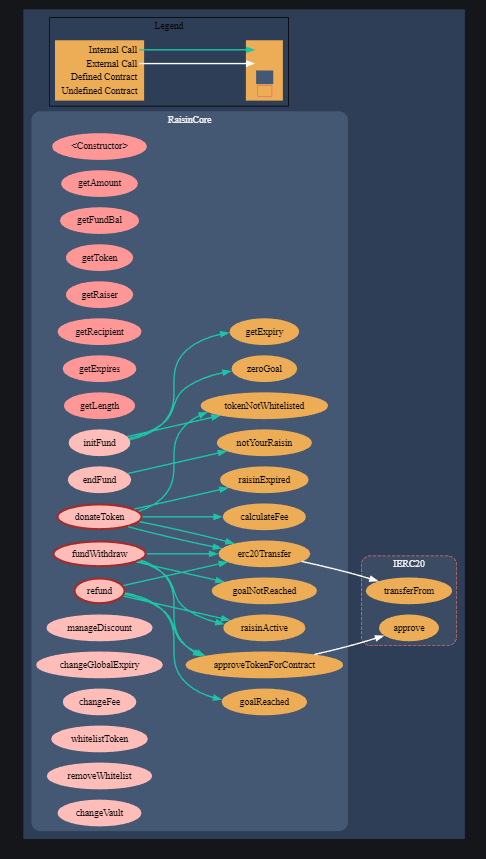 Legend
Internal Call
External Call
Defined Contract
Undefined Contract
RaisinCore
<Constructor>
getAmount
getFundBal
getToken
getRaiser
getRecipient
getExpiry
getExpires
zeroGoal
getLength
tokenNotWhitelisted
initFund
notYourRaisin
endFund
raisinExpired
donateToken
calculateFee
fundWithdraw
erc20Transfer
IERC20
refund
goalNotReached
transferFrom
manageDiscount
raisinActive
approve
changeGlobalExpiry
approveTokenForContract
changeFee
goalReached
whitelistToken
removeWhitelist
changeVault